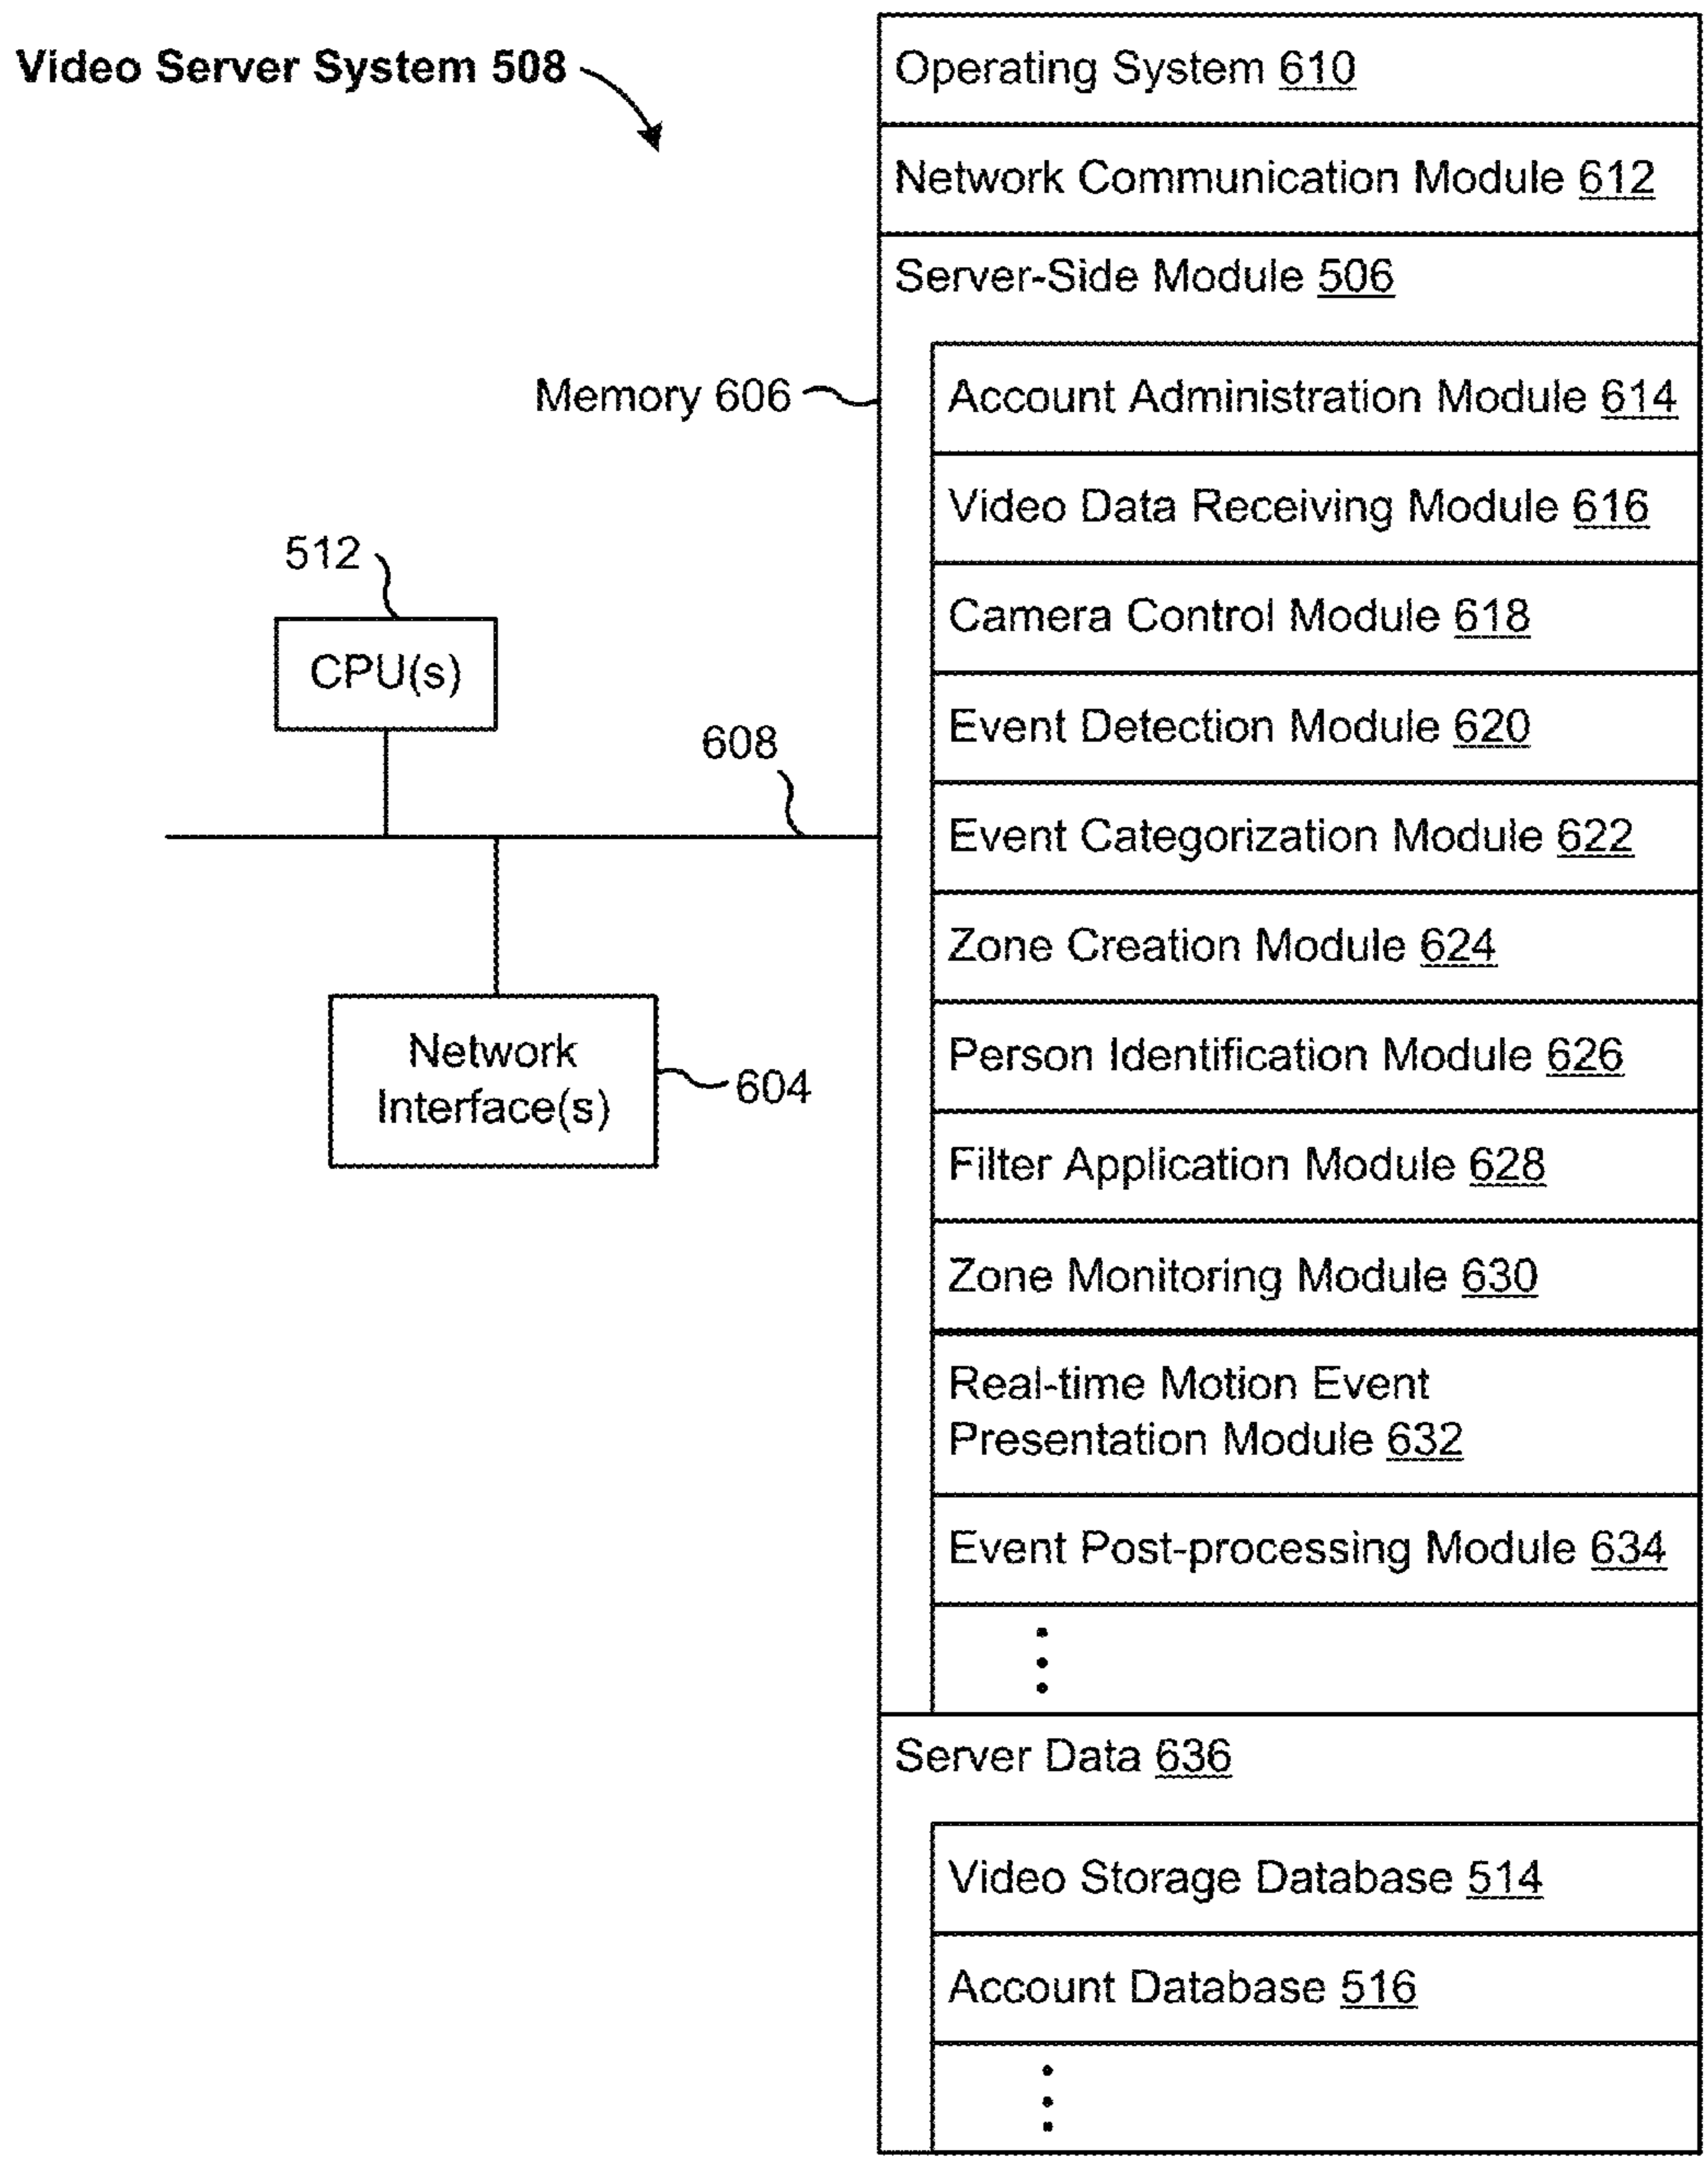 Video Server System 508
Operating System 610
Network Communication Module 612
Server-Side Module 506
Memory 606
Account Administration Module 614
Video Data Receiving Module 616
512
CPU(s)
Camera Control Module 618
Event Detection Module 620
608
Event Categorization Module 622
Zone Creation Module 624
Network
Interface(s)
604
Person Identification Module 626
Filter Application Module 628
Zone Monitoring Module 630
Real-time Motion Event
Presentation Module 632
Event Post-processing Module 634
Server Data 636
Video Storage Database 514
Account Database 516